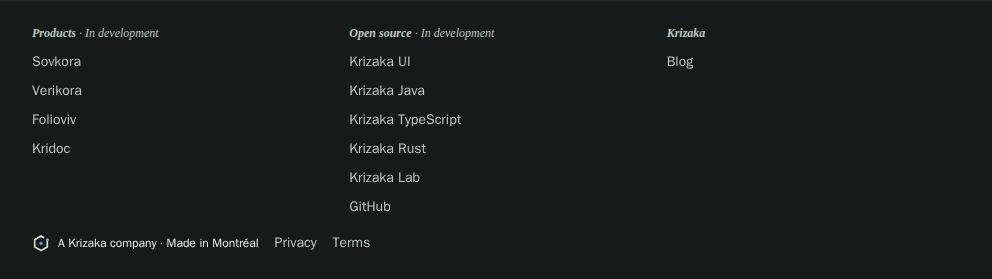 Products · In development
Sovkora
Verikora
Folioviv
Kridoc
Open source · In development
Krizaka UI
Krizaka Java
Krizaka TypeScript
Krizaka Rust
Krizaka Lab
GitHub
Krizaka
Blog
A Krizaka company · Made in Montréal Privacy Terms